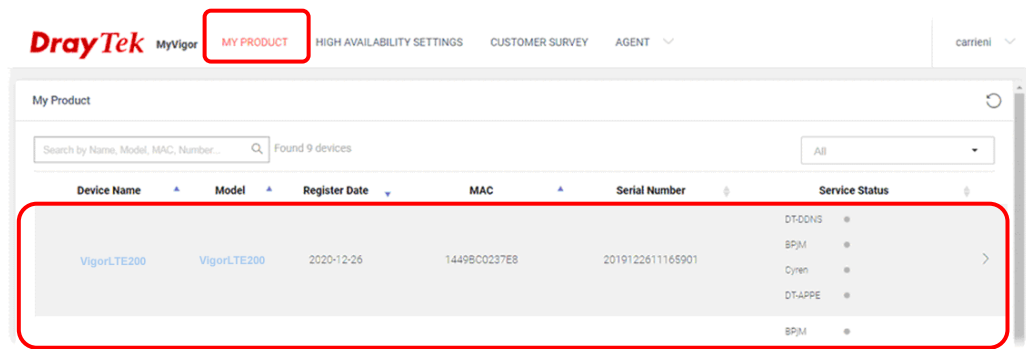 DrayTek MyVigor MY PRODUCT HIGH AVAILABILITY SETTINGS CUSTOMER SURVEY AGENT carrieni
My Product
Search by Name, Model, MAC, Number... Found 9 devices All
Device Name Model Register Date MAC Serial Number Service Status
DT-DDNS
BPjM
VigorLTE200 VigorLTE200 2020-12-26 1449BC0237E8 2019122611165901
Cyren
DT-APPE
BPjM